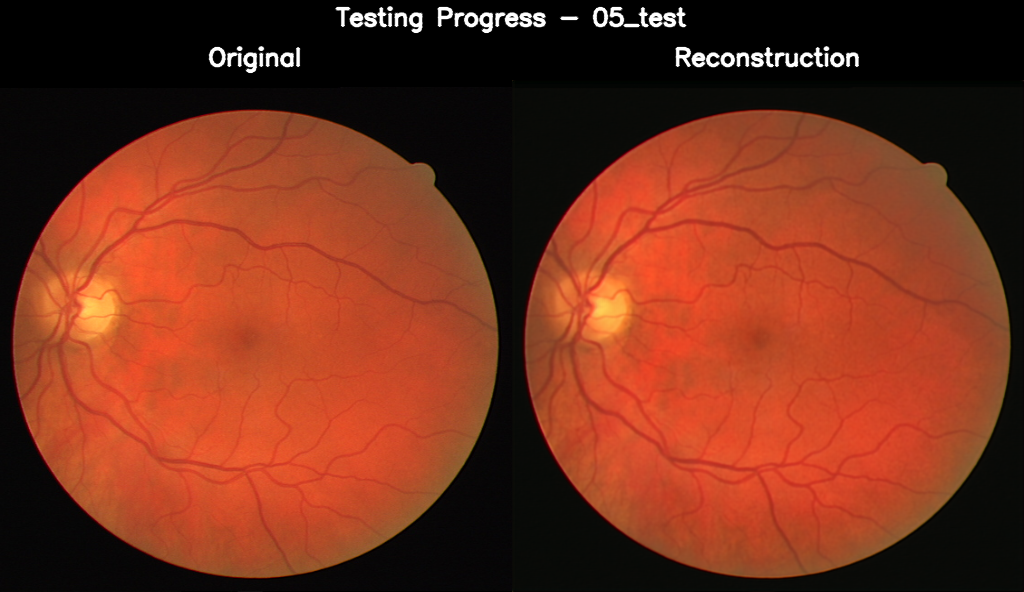 Testing Progress - 05_test
Original
Reconstruction